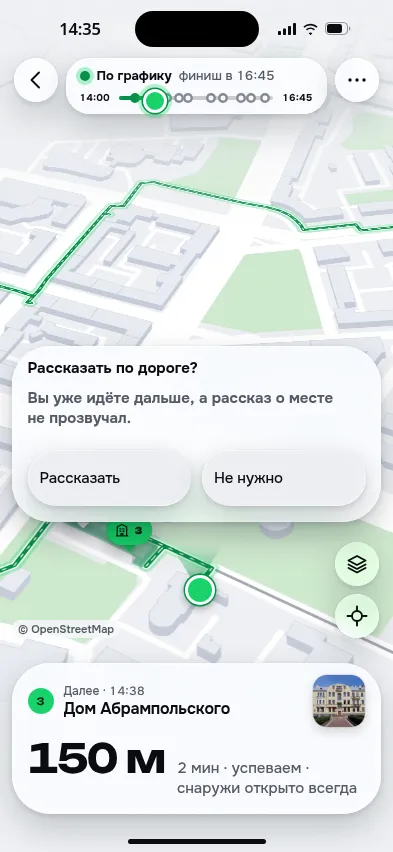 14:35
По графику финиш в 16:45
14:00 16:45
Рассказать по дороге?
Вы уже идёте дальше, а рассказ о месте
не прозвучал.
Рассказать Не нужно
3
© OpenStreetMap
Далее · 14:38
3 Дом Абрампольского
150 м 2 мин · успеваем ·
снаружи открыто всегда